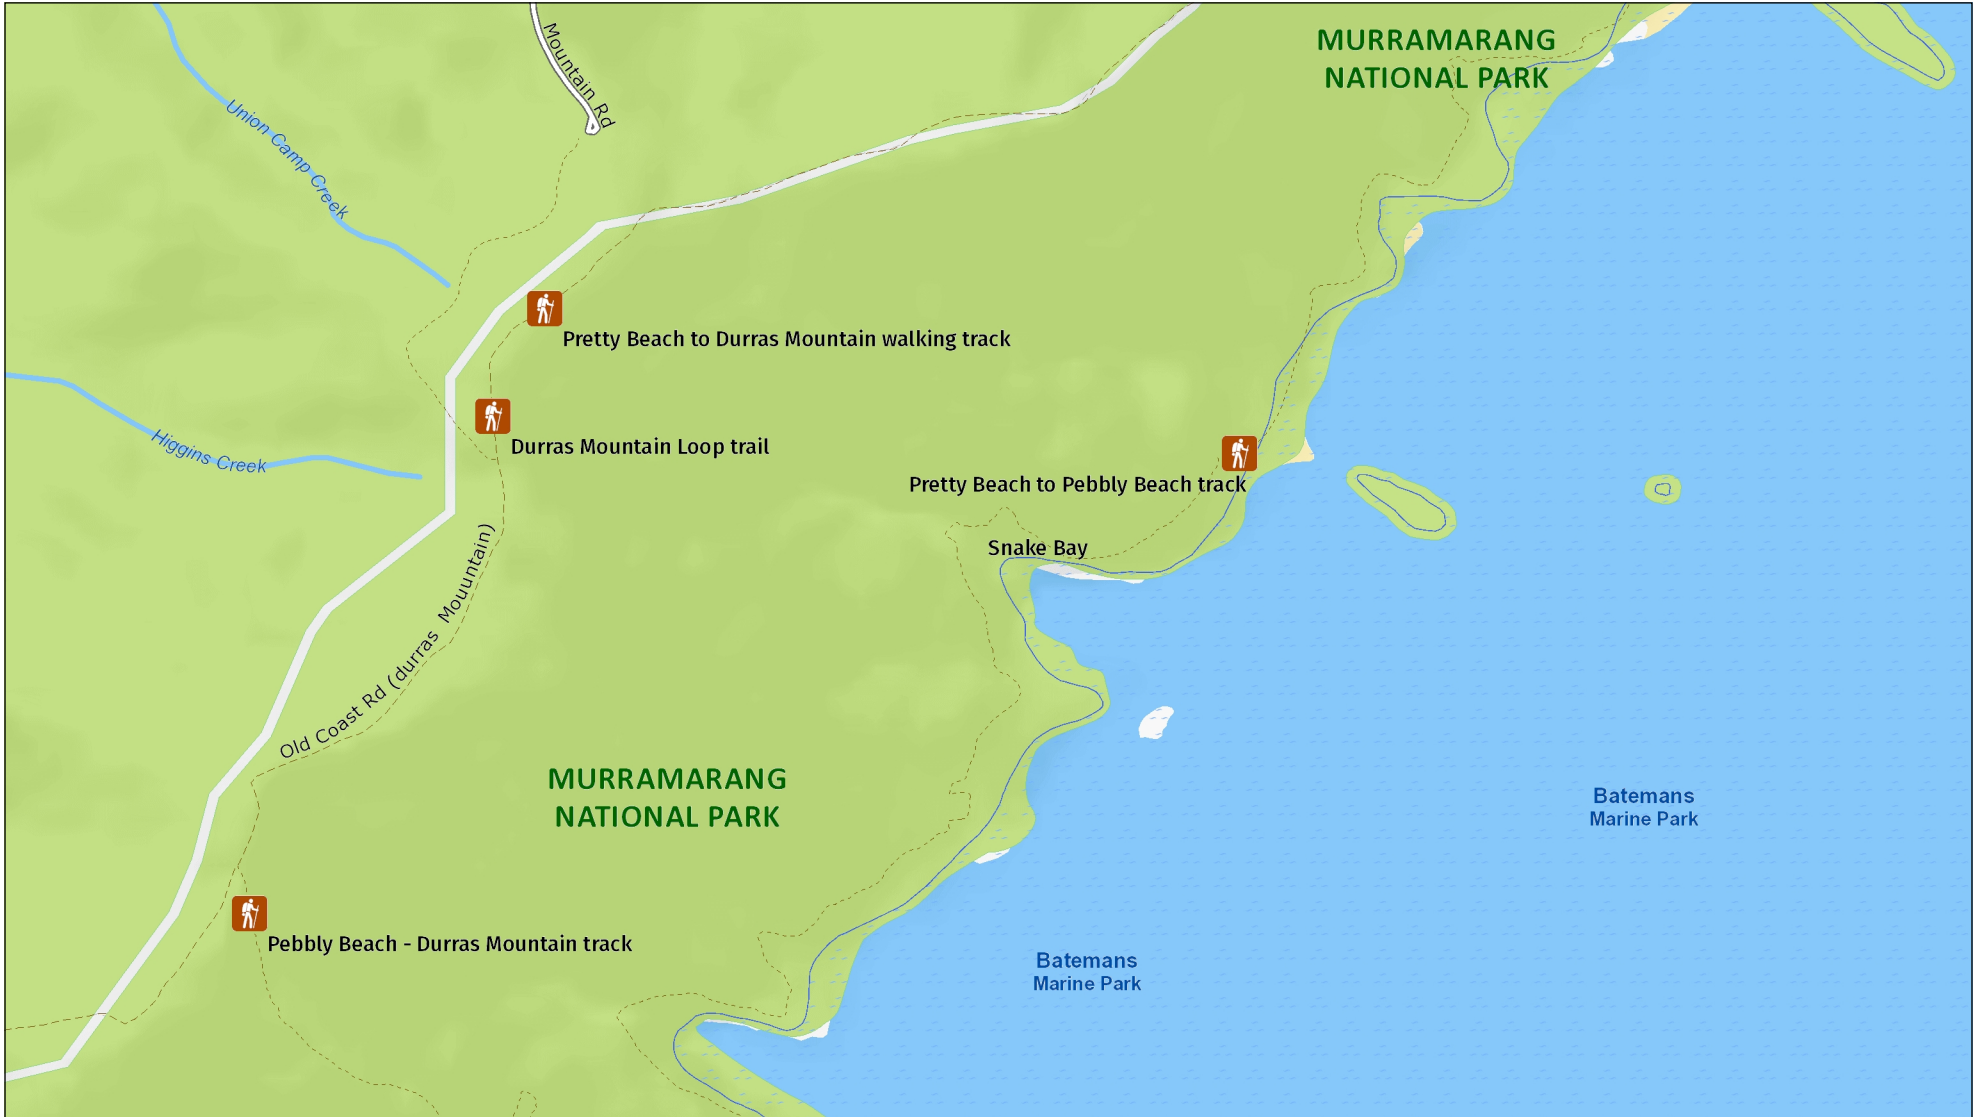 MURRAMARANG
NATIONAL PARK
Mountain Rd
Union Camp Creek
Pretty Beach to Durras Mountain walking track
Durras Mountain Loop trail
Higgins Creek
Pretty Beach to Pebbly Beach track
Snake Bay
Old Coast Rd (durras Mouuntain)
MURRAMARANG
NATIONAL PARK
Batemans
Marine Park
Pebbly Beach - Durras Mountain track
Batemans
Marine Park